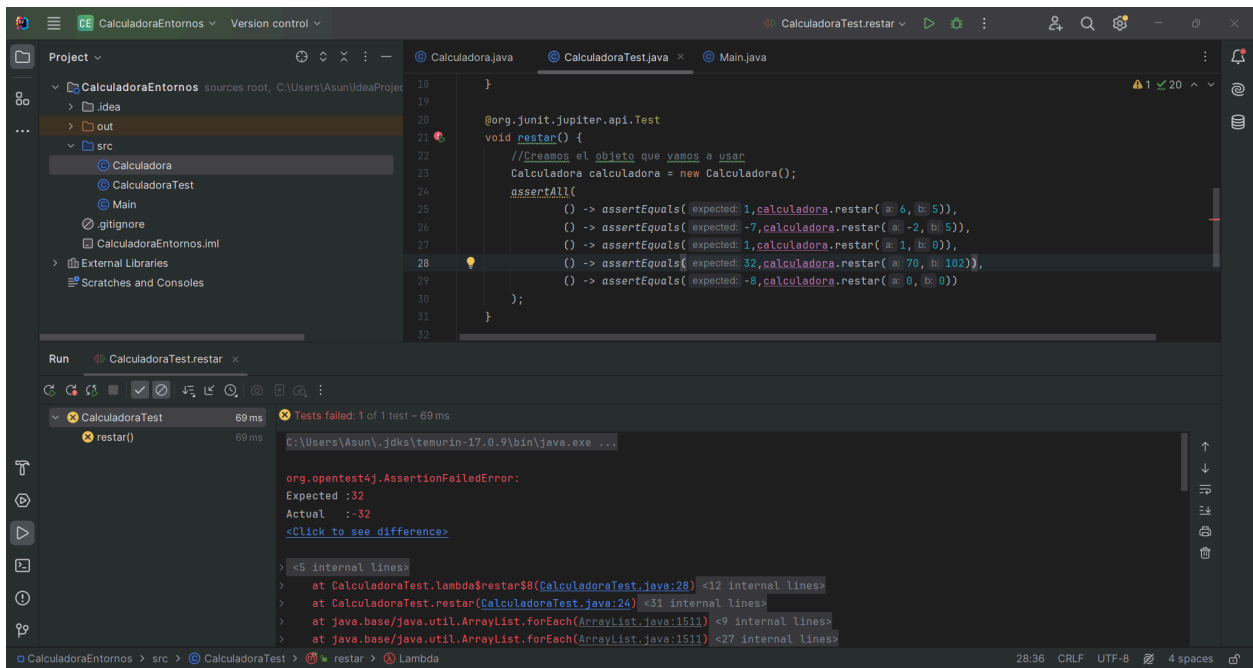 CE CalculadoraEntornos Version control CalculadoraTest.restar
Project
CalculadoraEntornos sources root, C:\Users\Asun\IdeaProjec
.idea
out
src
Calculadora
CalculadoraTest
Main
.gitignore
CalculadoraEntornos.iml
External Libraries
Scratches and Consoles
Calculadora.java CalculadoraTest.java Main.java
1 20
18 }
19
20 @org.junit.jupiter.api.Test
21 void restar() {
22 //Creamos el objeto que vamos a usar
23 Calculadora calculadora = new Calculadora();
24 assertAll(
25 () -> assertEquals( expected: 1,calculadora.restar( a: 6, b: 5)),
26 () -> assertEquals( expected: -7,calculadora.restar( a: -2, b: 5)),
27 () -> assertEquals( expected: 1,calculadora.restar( a: 1, b: 0)),
28 () -> assertEquals( expected: 32,calculadora.restar( a: 70, b: 102)),
29 () -> assertEquals( expected: -8,calculadora.restar( a: 0, b: 0))
30 );
31 }
32
Run CalculadoraTest.restar
CalculadoraTest 69 ms
restar() 69 ms
Tests failed: 1 of 1 test – 69 ms
C:\Users\Asun\.jdks\temurin-17.0.9\bin\java.exe ...
org.opentest4j.AssertionFailedError:
Expected :32
Actual   :-32
<Click to see difference>
<5 internal lines>
at CalculadoraTest.lambda$restar$8(CalculadoraTest.java:28) <12 internal lines>
at CalculadoraTest.restar(CalculadoraTest.java:24) <31 internal lines>
at java.base/java.util.ArrayList.forEach(ArrayList.java:1511) <9 internal lines>
at java.base/java.util.ArrayList.forEach(ArrayList.java:1511) <27 internal lines>
CalculadoraEntornos > src > CalculadoraTest > restar > Lambda
28:36 CRLF UTF-8 4 spaces